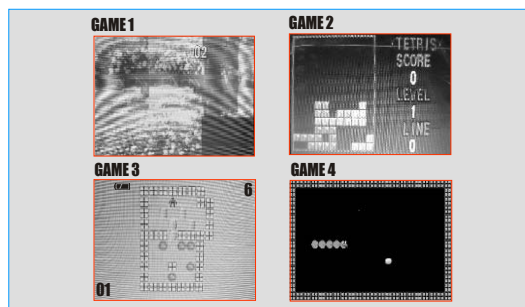 GAME 1
02
GAME 2
·TETRIS·
SCORE
0
LEVEL
1
LINE
0
GAME 3
6
01
GAME 4